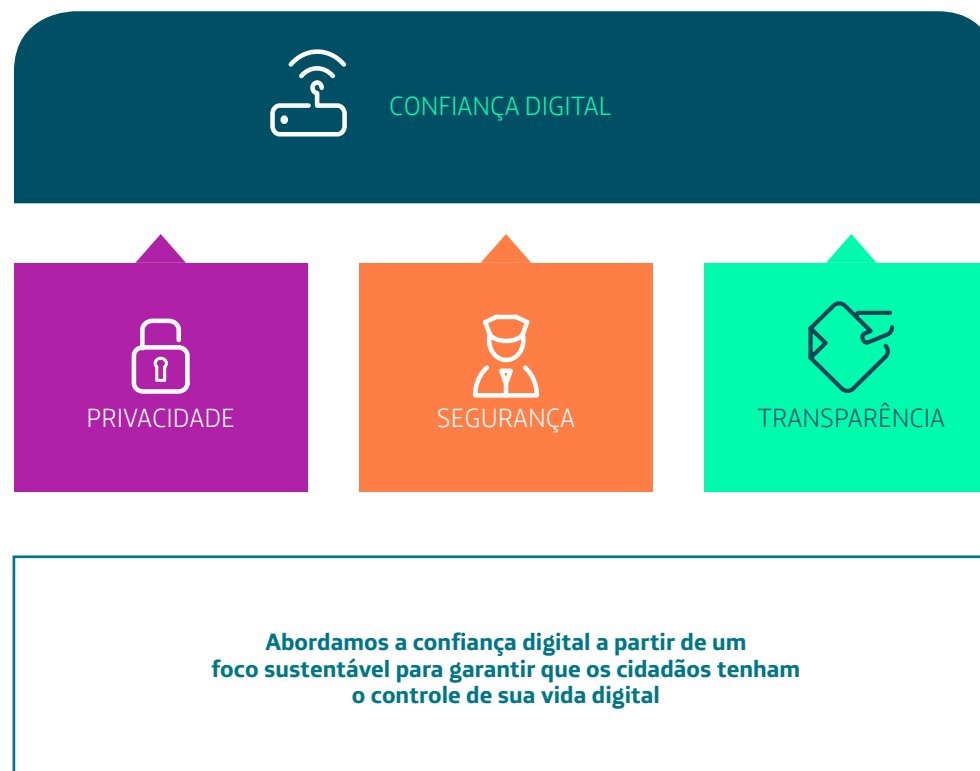 CONFIANÇA DIGITAL
PRIVACIDADE
SEGURANÇA
TRANSPARÊNCIA
Abordamos a confiança digital a partir de um
foco sustentável para garantir que os cidadãos tenham
o controle de sua vida digital